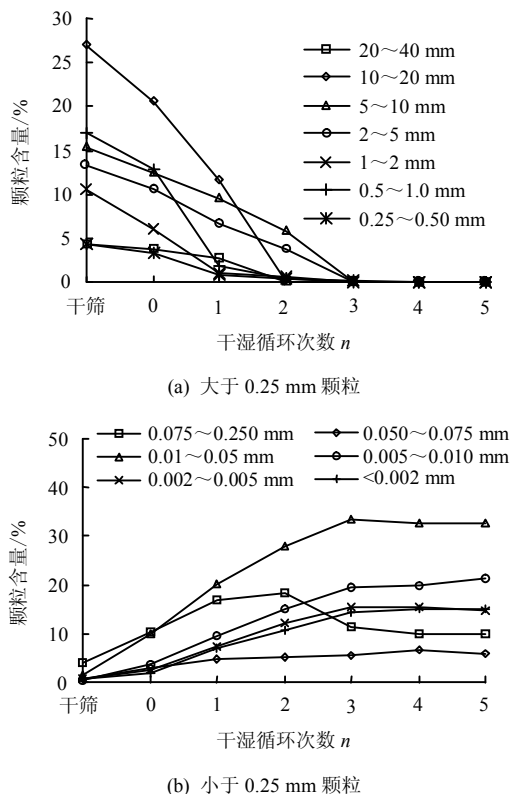 30
25
20
15
10
5
0
颗粒含量/%
20～40 mm
10～20 mm
5～10 mm
2～5 mm
1～2 mm
0.5～1.0 mm
0.25～0.50 mm
干筛 0 1 2 3 4 5
干湿循环次数 n
(a) 大于 0.25 mm 颗粒
0.075～0.250 mm 0.050～0.075 mm
0.01～0.05 mm 0.005～0.010 mm
0.002～0.005 mm <0.002 mm
50
40
30
20
10
0
颗粒含量/%
干筛 0 1 2 3 4 5
干湿循环次数 n
(b) 小于 0.25 mm 颗粒